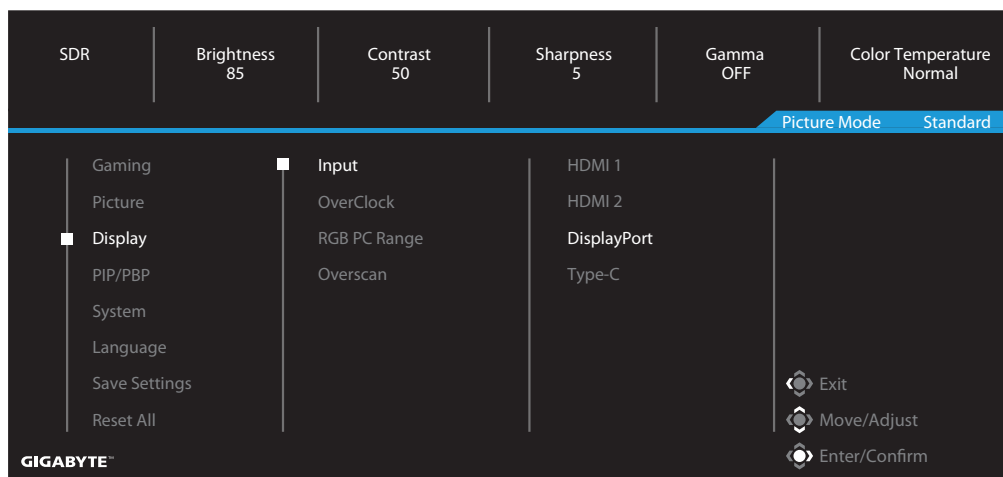 SDR
Brightness
85
Contrast
50
Sharpness
5
Gamma
OFF
Color Temperature
Normal
Picture Mode Standard
Gaming
Picture
Display
PIP/PBP
System
Language
Save Settings
Reset All
Input
OverClock
RGB PC Range
Overscan
HDMI 1
HDMI 2
DisplayPort
Type-C
Exit
Move/Adjust
Enter/Confirm
GIGABYTE™